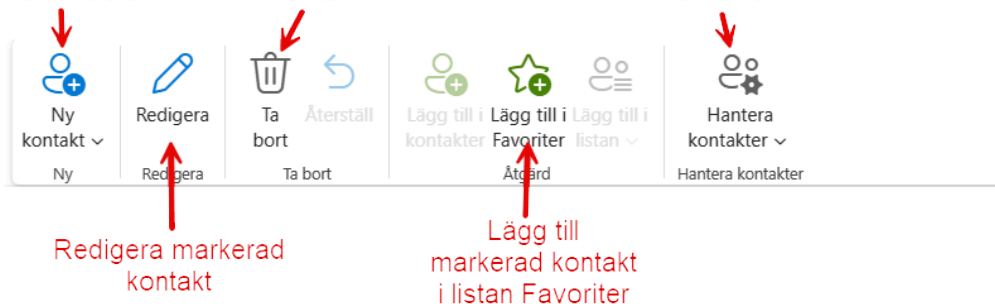 Ny
kontakt
Redigera
Ta
bort
Återställ
Lägg till i
kontakter
Lägg till i
Favoriter
Lägg till i
listan
Hantera
kontakter
Ny
Redigera
Ta bort
Åtgärd
Hantera kontakter
Redigera markerad
kontakt
Lägg till
markerad kontakt
i listan Favoriter